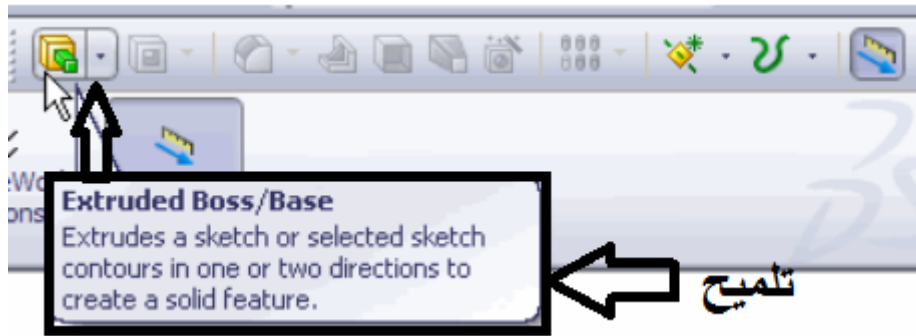 Extruded Boss/Base
Extrudes a sketch or selected sketch
contours in one or two directions to
create a solid feature.
تلميح